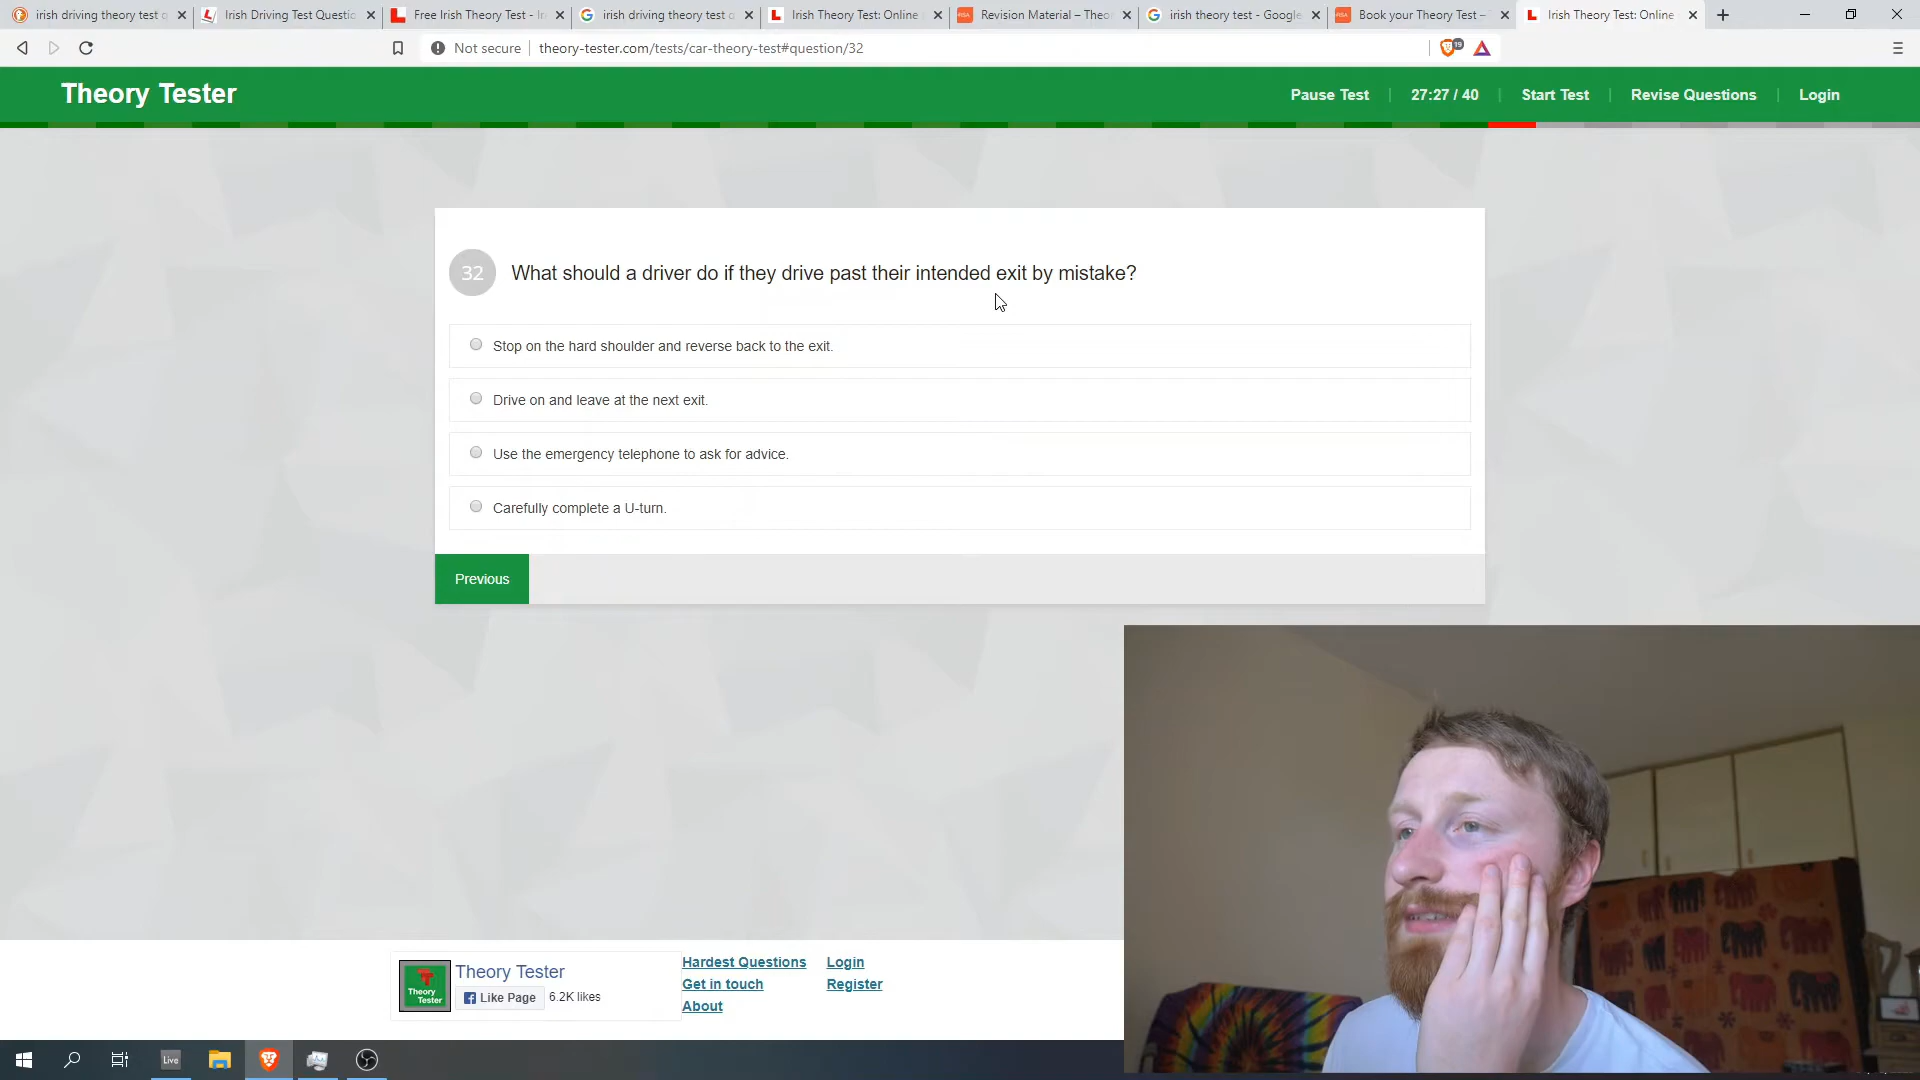 irish driving theory test q
Irish Driving Test Questio
Free Irish Theory Test - Ir
irish driving theory test q
Irish Theory Test: Online
Revision Material – Theo
irish theory test - Google
Book your Theory Test –
Irish Theory Test: Online
Not secure
theory-tester.com/tests/car-theory-test#question/32
19
Theory Tester
Pause Test
27:27 / 40
Start Test
Revise Questions
Login
32
What should a driver do if they drive past their intended exit by mistake?
Stop on the hard shoulder and reverse back to the exit.
Drive on and leave at the next exit.
Use the emergency telephone to ask for advice.
Carefully complete a U-turn.
Previous
Theory Tester
Theory Tester
Like Page
6.2K likes
Hardest Questions
Login
Get in touch
Register
About
Live